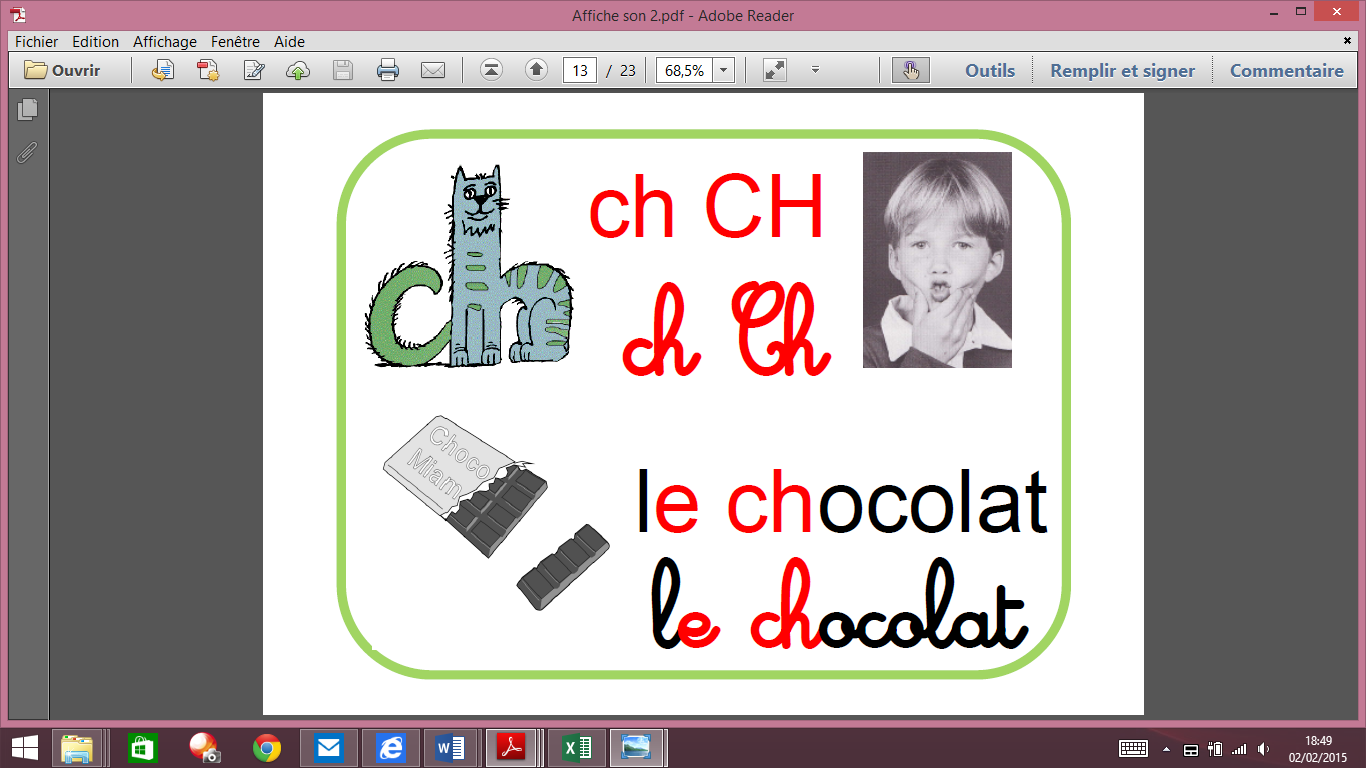 Affiche son 2.pdf - Adobe Reader
Fichier Edition Affichage Fenêtre Aide
Ouvrir 13 / 23 68,5% Outils Remplir et signer Commentaire
ch
ch CH
ch Ch
Choco
Miam
le chocolat
le chocolat
18:49
02/02/2015